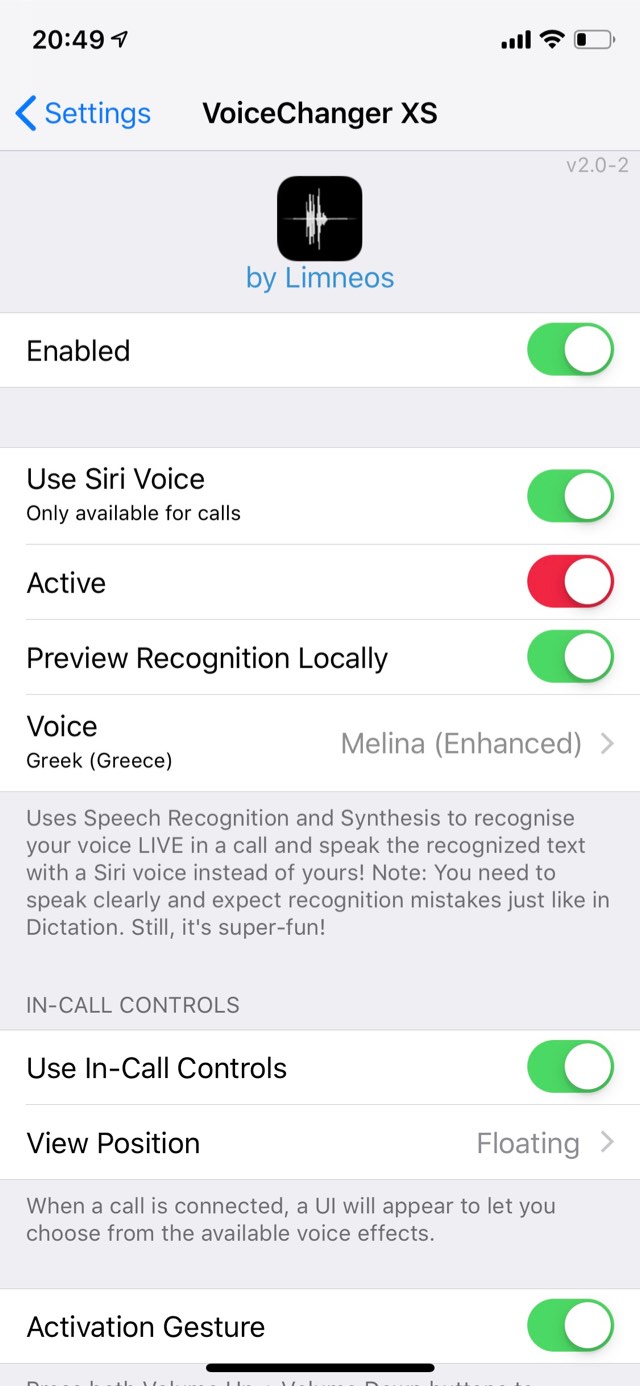 20:49
Settings
VoiceChanger XS
v2.0-2
by Limneos
Enabled
Use Siri Voice
Only available for calls
Active
Preview Recognition Locally
Voice
Greek (Greece)
Melina (Enhanced)
Uses Speech Recognition and Synthesis to recognise
your voice LIVE in a call and speak the recognized text
with a Siri voice instead of yours! Note: You need to
speak clearly and expect recognition mistakes just like in
Dictation. Still, it's super-fun!
IN-CALL CONTROLS
Use In-Call Controls
View Position
Floating
When a call is connected, a UI will appear to let you
choose from the available voice effects.
Activation Gesture